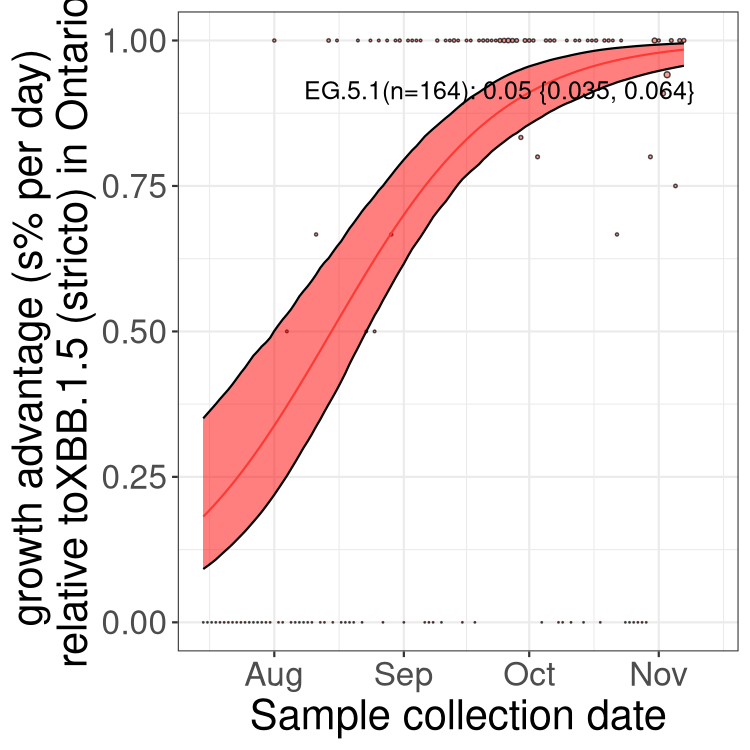 growth advantage (s% per day)
relative toXBB.1.5 (stricto) in Ontario
1.00
0.75
0.50
0.25
0.00
EG.5.1(n=164): 0.05 {0.035, 0.064}
Aug Sep Oct Nov
Sample collection date